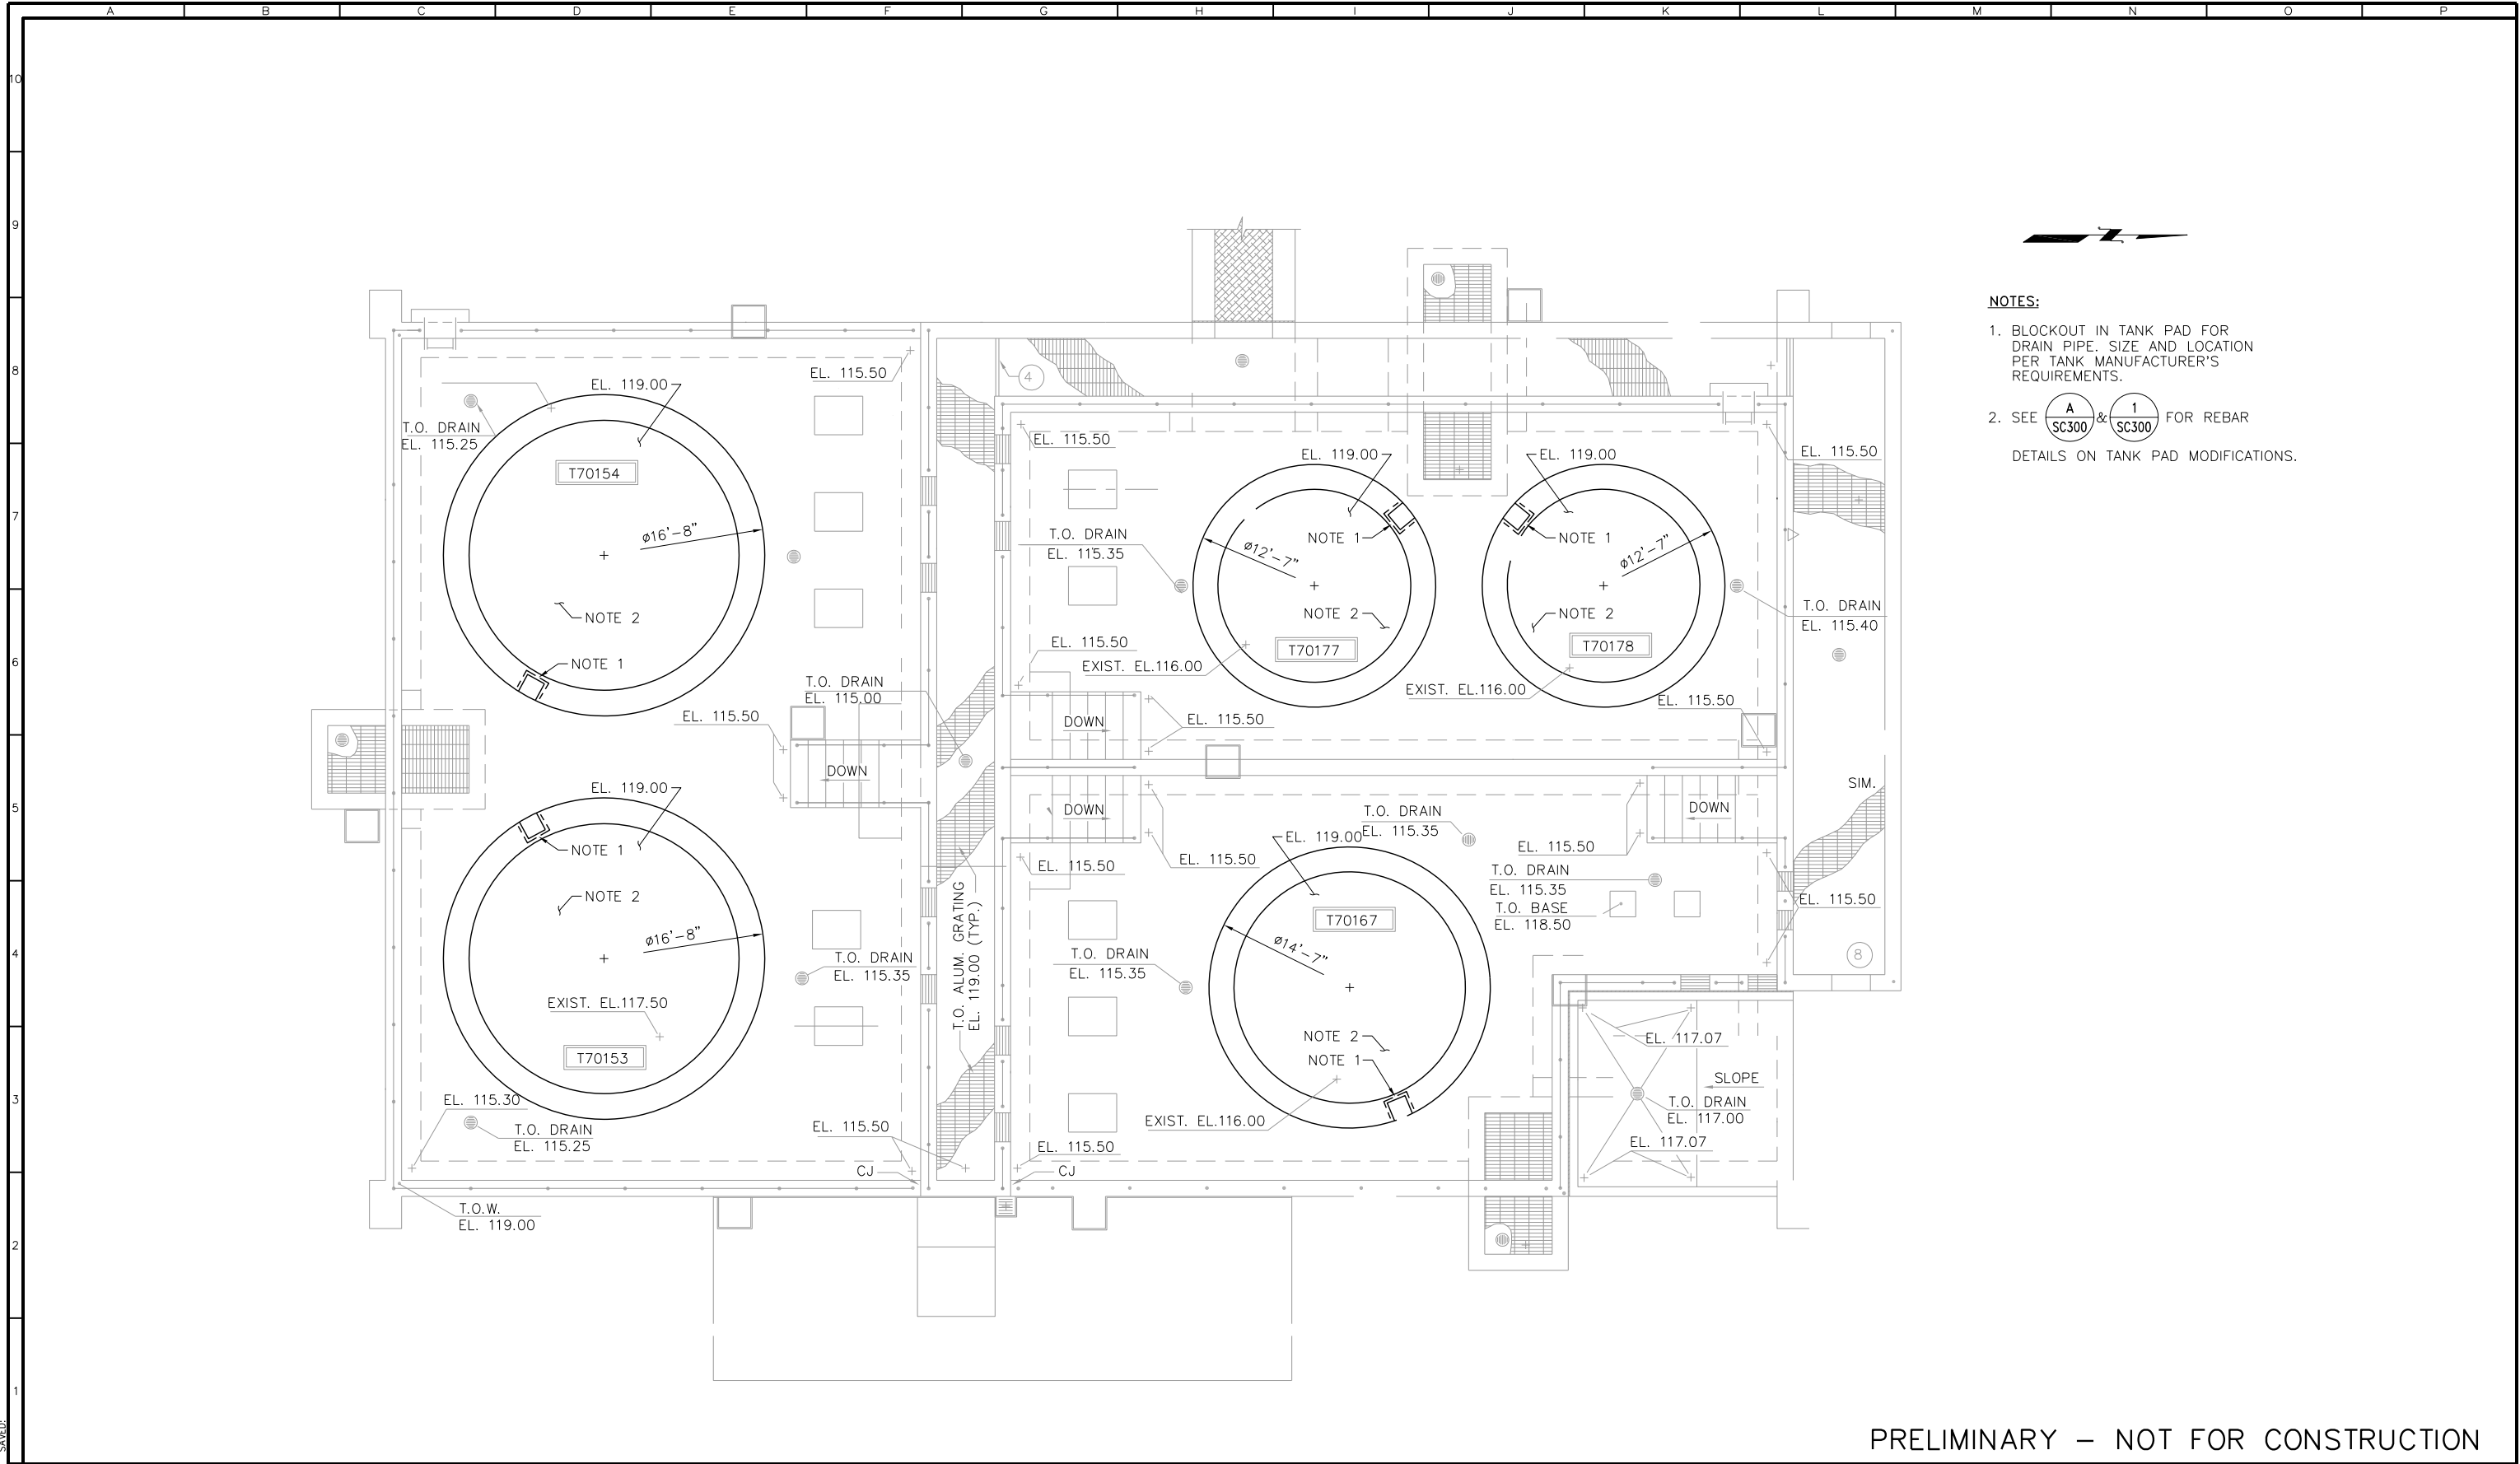 A B C D E F G H I J K L M N O P
10
9
8
7
6
5
4
3
2
1
NOTES:
1. BLOCKOUT IN TANK PAD FOR
DRAIN PIPE. SIZE AND LOCATION
PER TANK MANUFACTURER'S
REQUIREMENTS.
2. SEE A SC300 & 1 SC300 FOR REBAR
DETAILS ON TANK PAD MODIFICATIONS.
EL. 119.00
EL. 115.50
4
T.O. DRAIN
EL. 115.25
T70154
ø16'-8"
NOTE 2
NOTE 1
T.O. DRAIN
EL. 115.00
EL. 115.50
DOWN
EL. 119.00
NOTE 1
NOTE 2
ø16'-8"
T.O. DRAIN
EL. 115.35
EXIST. EL.117.50
T70153
EL. 115.30
T.O. DRAIN
EL. 115.25
EL. 115.50
CJ
T.O.W.
EL. 119.00
T.O. ALUM. GRATING
EL. 119.00 (TYP.)
EL. 115.50
EL. 119.00
EL. 119.00
EL. 115.50
T.O. DRAIN
EL. 115.35
NOTE 1
NOTE 1
ø12'-7"
ø12'-7"
NOTE 2
NOTE 2
T70177
T70178
T.O. DRAIN
EL. 115.40
EL. 115.50
EXIST. EL.116.00
EXIST. EL.116.00
EL. 115.50
EL. 115.50
DOWN
DOWN
DOWN
SIM.
T.O. DRAIN
EL. 115.35
EL. 119.00
EL. 115.50
EL. 115.50
EL. 115.50
T.O. DRAIN
EL. 115.35
T.O. BASE
EL. 118.50
EL. 115.50
T70167
ø14'-7"
T.O. DRAIN
EL. 115.35
8
NOTE 2
NOTE 1
EL. 117.07
SLOPE
T.O. DRAIN
EL. 117.00
EXIST. EL.116.00
EL. 117.07
EL. 115.50
CJ
SAVED:
PRELIMINARY – NOT FOR CONSTRUCTION